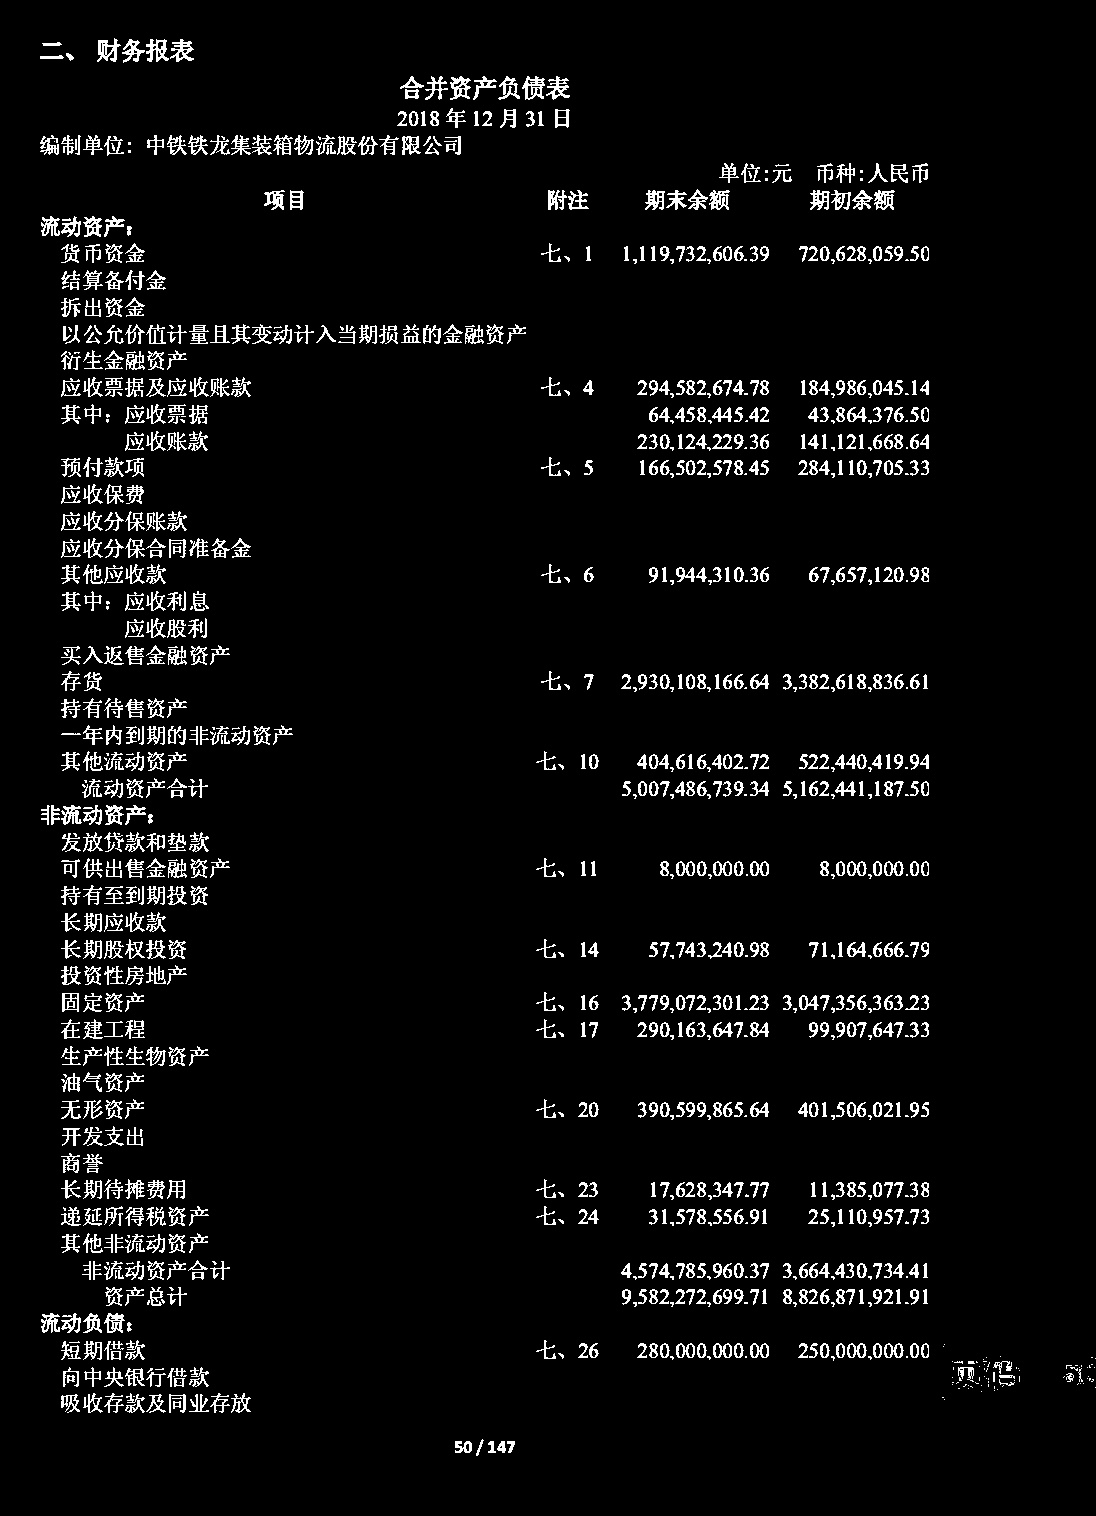 二、 财务报表
合并资产负债表
2018 年 12 月 31 日
编制单位：中铁铁龙集装箱物流股份有限公司
单位:元 币种:人民币
项目 附注 期末余额 期初余额
流动资产：
货币资金 七、1 1,119,732,606.39 720,628,059.50
结算备付金
拆出资金
以公允价值计量且其变动计入当期损益的金融资产
衍生金融资产
应收票据及应收账款 七、4 294,582,674.78 184,986,045.14
其中：应收票据 64,458,445.42 43,864,376.50
应收账款 230,124,229.36 141,121,668.64
预付款项 七、5 166,502,578.45 284,110,705.33
应收保费
应收分保账款
应收分保合同准备金
其他应收款 七、6 91,944,310.36 67,657,120.98
其中：应收利息
应收股利
买入返售金融资产
存货 七、7 2,930,108,166.64 3,382,618,836.61
持有待售资产
一年内到期的非流动资产
其他流动资产 七、10 404,616,402.72 522,440,419.94
流动资产合计 5,007,486,739.34 5,162,441,187.50
非流动资产：
发放贷款和垫款
可供出售金融资产 七、11 8,000,000.00 8,000,000.00
持有至到期投资
长期应收款
长期股权投资 七、14 57,743,240.98 71,164,666.79
投资性房地产
固定资产 七、16 3,779,072,301.23 3,047,356,363.23
在建工程 七、17 290,163,647.84 99,907,647.33
生产性生物资产
油气资产
无形资产 七、20 390,599,865.64 401,506,021.95
开发支出
商誉
长期待摊费用 七、23 17,628,347.77 11,385,077.38
递延所得税资产 七、24 31,578,556.91 25,110,957.73
其他非流动资产
非流动资产合计 4,574,785,960.37 3,664,430,734.41
资产总计 9,582,272,699.71 8,826,871,921.91
流动负债：
短期借款 七、26 280,000,000.00 250,000,000.00
向中央银行借款
页码
吸收存款及同业存放
50 / 147